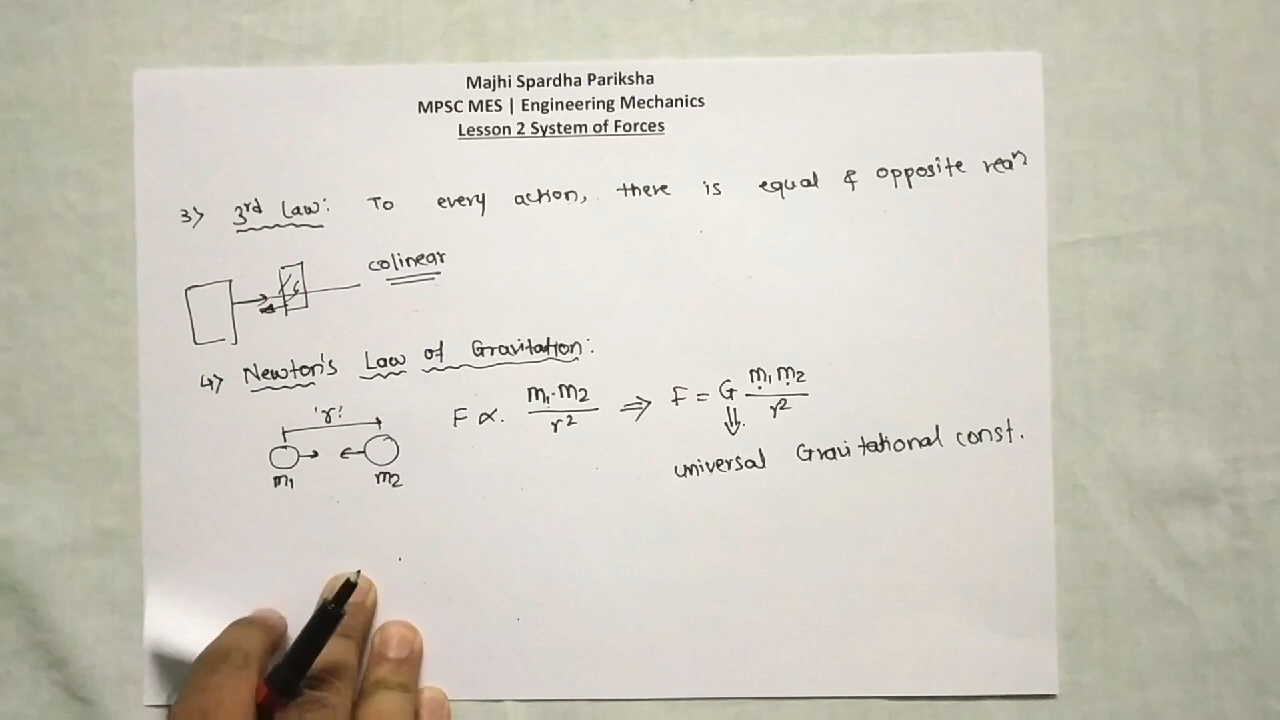 Majhi Spardha Pariksha
MPSC MES | Engineering Mechanics
Lesson 2 System of Forces
3) 3rd Law: To every action, there is equal & opposite reaⁿ
colinear
4) Newton's Law of Gravitation:
'r'
m₁ m₂
F ∝. m₁.m₂/r² ⇒ F = G m₁m₂/r²
⇓
universal Gravitational const.